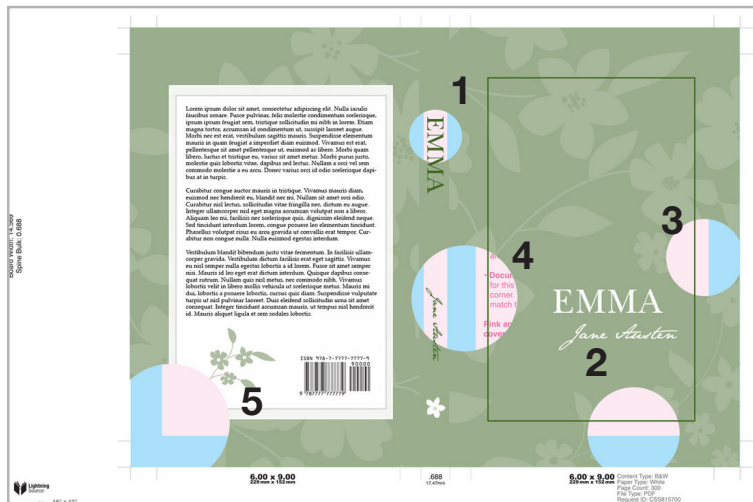 Lorem ipsum dolor sit amet, consectetur adipiscing elit. Nulla iaculis
faucibus ornare. Fusce pulvinar, felis molestie condimentum scelerisque,
ipsum ipsum feugiat sem, tristique sollicitudin mi nibh in lorem. Etiam
magna tortor, accumsan id condimentum ut, suscipit laoreet augue.
Morbi nec est erat, vestibulum sagittis mauris. Suspendisse elementum
mauris in quam feugiat a imperdiet diam euismod. Vivamus est erat,
pellentesque sit amet pellentesque ut, euismod ac libero. Morbi quam
libero, luctus et tristique eu, varius sit amet metus. Morbi purus justo,
molestie quis lobortis vitae, dapibus sed lectus. Nullam a orci vel sem
commodo molestie a eu arcu. Donec varius orci id odio scelerisque dapi-
bus at in turpis.
Curabitur congue auctor mauris in tristique. Vivamus mauris diam,
euismod nec hendrerit eu, blandit nec mi. Nullam sit amet orci odio.
Curabitur nisl lectus, sollicitudin vitae fringilla nec, dictum eu augue.
Integer ullamcorper nisl eget magna accumsan volutpat non a libero.
Aliquam leo mi, facilisis nec scelerisque quis, dignissim eleifend neque.
Sed tincidunt interdum lorem, congue posuere leo elementum tincidunt.
Phasellus volutpat risus eu arcu gravida ut convallis erat tempor. Cur-
abitur non congue nulla. Nulla euismod egestas interdum.
Vestibulum blandit bibendum justo vitae fermentum. In facilisis ullam-
corper gravida. Vestibulum dictum facilisis erat eget sagittis. Vivamus
eu nisl semper nulla egestas lobortis a id lorem. Fusce sit amet semper
nisi. Mauris id leo eget erat dictum interdum. Quisque dapibus conse-
quat rutrum. Nullam quis nisl metus, nec commodo nibh. Vivamus
lobortis velit in libero mollis vehicula ut scelerisque metus. Mauris mi
dui, lobortis a posuere lobortis, cursus quis diam. Suspendisse vulputate
turpis ut nisl pulvinar laoreet. Duis eleifend sollicitudin urna sit amet
consequat. Integer tincidunt accumsan mauris, ut tempus nisl hendrerit
id. Mauris aliquet ligula et sem sodales lobortis.
ISBN 978-7-7777-7777-9
90000
9 787777 777779
1
EMMA
Jane Austen
4
Docu
for this
corner.
match t
Pink an
cover
3
EMMA
Jane Austen
2
5
Spine Bulk: 0.688
Lightning
Source
6.00 x 9.00
229 mm x 152 mm
.688
17.47mm
6.00 x 9.00
229 mm x 152 mm
Content Type: B&W
Paper Type: White
Page Count: 300
File Type: PDF
Request ID: CSS815700